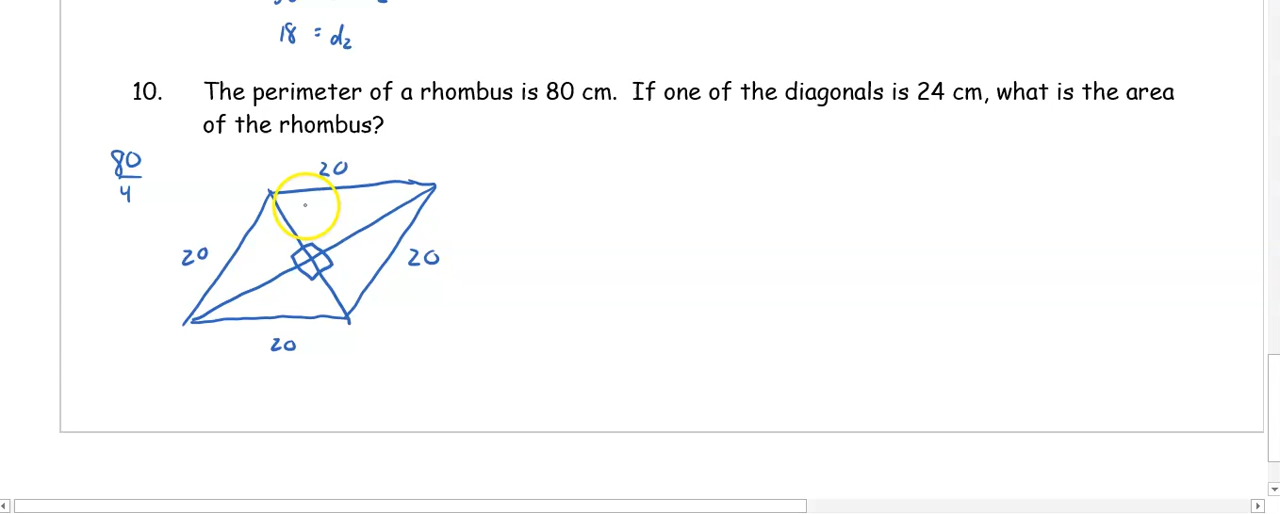 18 = d2
10. The perimeter of a rhombus is 80 cm. If one of the diagonals is 24 cm, what is the area
of the rhombus?
80
4
20
20
20
20